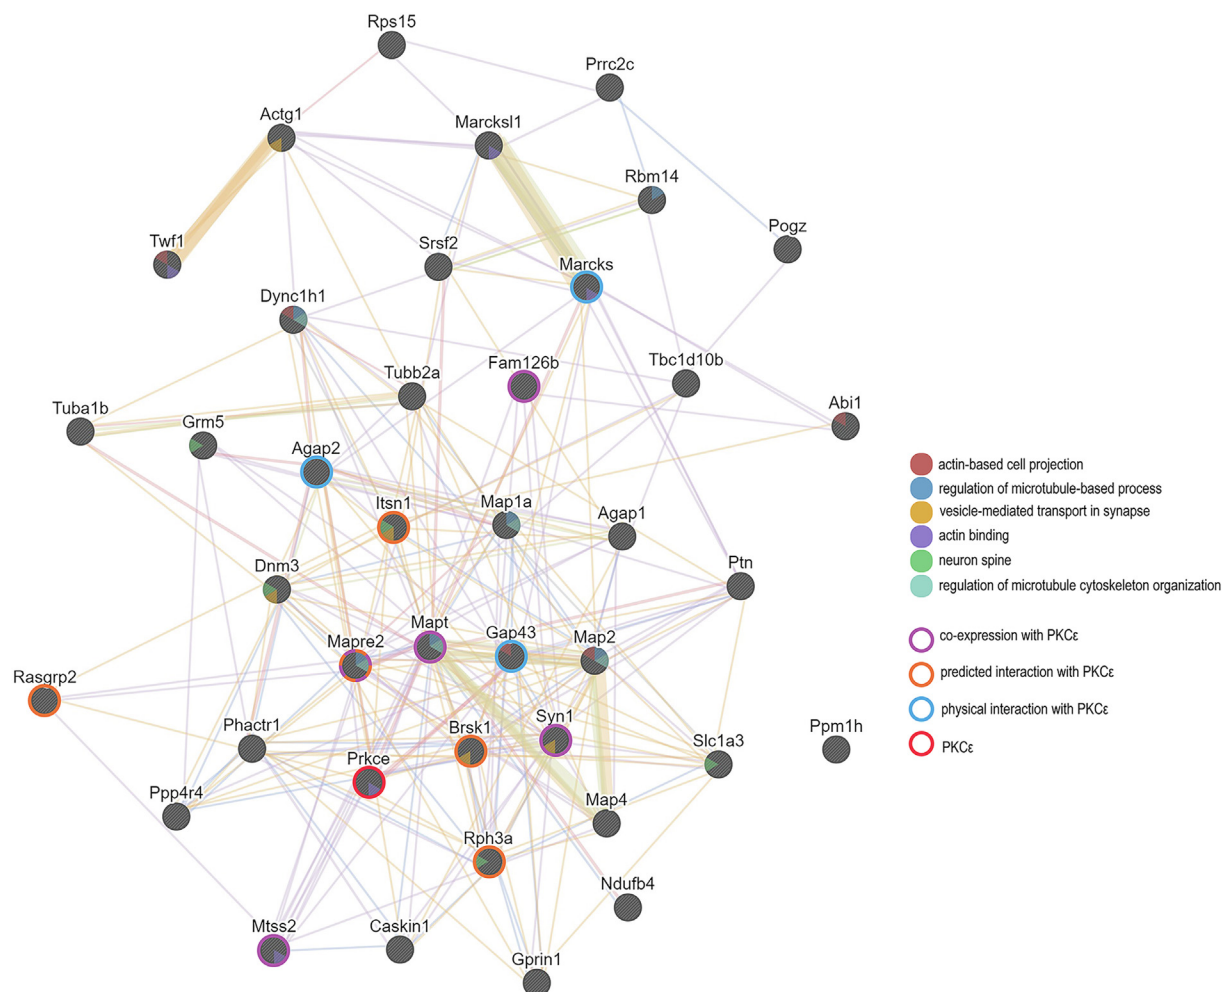 Rps15
Prrc2c
Actg1
Marcksl1
Rbm14
Pogz
Twf1
Srsf2
Marcks
Dync1h1
Fam126b
Tbc1d10b
Tubb2a
Tuba1b
Grm5
Abi1
Agap2
Itsn1
Map1a
Agap1
Dnm3
Ptn
Mapt
Gap43
Map2
Mapre2
Rasgrp2
Phactr1
Brsk1
Syn1
Slc1a3
Ppm1h
Prkce
Ppp4r4
Map4
Rph3a
Ndufb4
Mtss2
Caskin1
Gprin1
actin-based cell projection
regulation of microtubule-based process
vesicle-mediated transport in synapse
actin binding
neuron spine
regulation of microtubule cytoskeleton organization
co-expression with PKCε
predicted interaction with PKCε
physical interaction with PKCε
PKCε